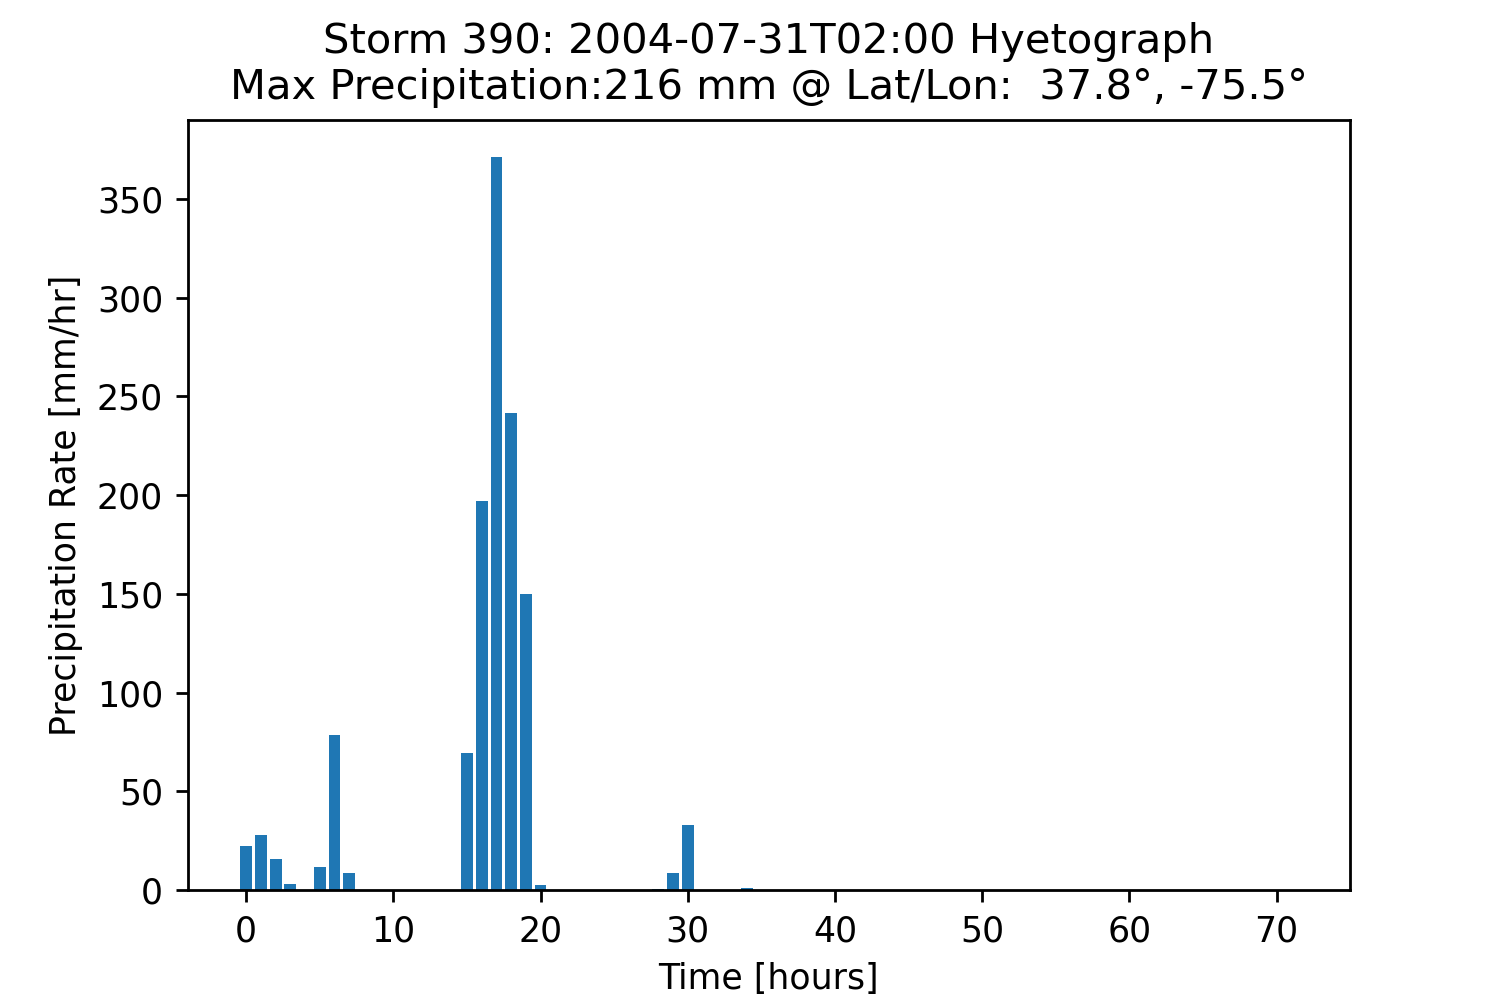 Storm 390: 2004-07-31T02:00 Hyetograph
Max Precipitation:216 mm @ Lat/Lon:  37.8°, -75.5°
Precipitation Rate [mm/hr]
350
300
250
200
150
100
50
0
0 10 20 30 40 50 60 70
Time [hours]